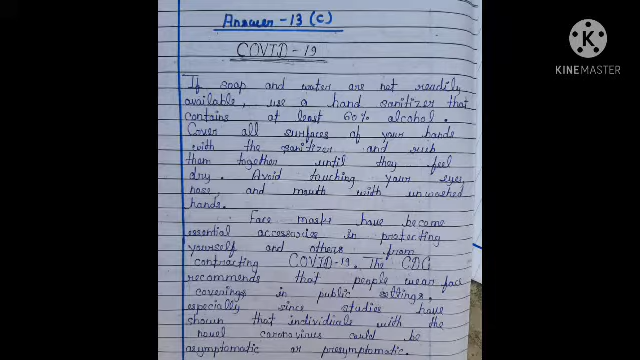 Answer - 13 (C)
COVID - 19
If soap and water are not readily
available, use a hand sanitizer that
contains at least 60% alcohol.
Cover all surfaces of your hands
with the sanitizer and rub
them together until they feel
dry. Avoid touching your eyes,
nose, and mouth with unwashed
hands.
Face masks have become
essential accessories in protecting
yourself and others from
contracting COVID-19. The CDC
recommends that people wear face
coverings in public settings,
especially since studies have
shown that individuals with the
novel coronavirus could be
asymptomatic or presymptomatic.
K
KINEMASTER